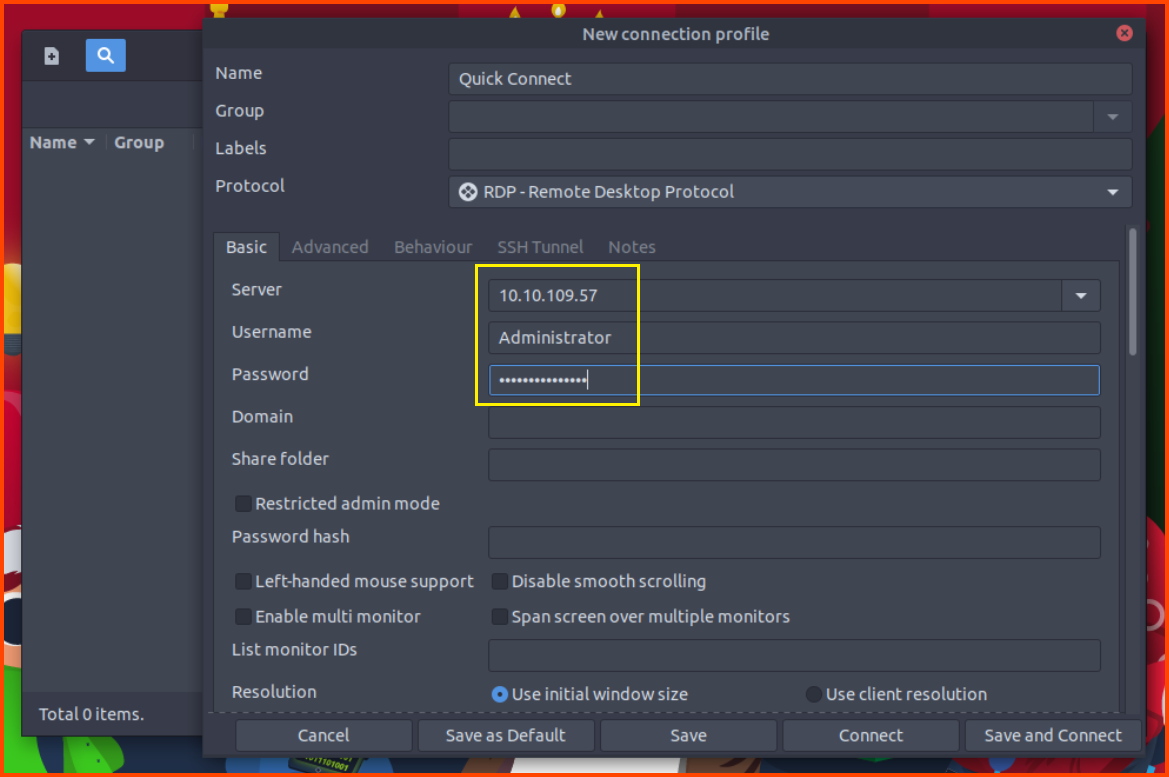 New connection profile
Name
Quick Connect
Group
Labels
Protocol
RDP - Remote Desktop Protocol
Name Group
Basic Advanced Behaviour SSH Tunnel Notes
Server
10.10.109.57
Username
Administrator
Password
•••••••••••••••
Domain
Share folder
Restricted admin mode
Password hash
Left-handed mouse support
Disable smooth scrolling
Enable multi monitor
Span screen over multiple monitors
List monitor IDs
Resolution
Use initial window size
Use client resolution
Total 0 items.
Cancel
Save as Default
Save
Connect
Save and Connect